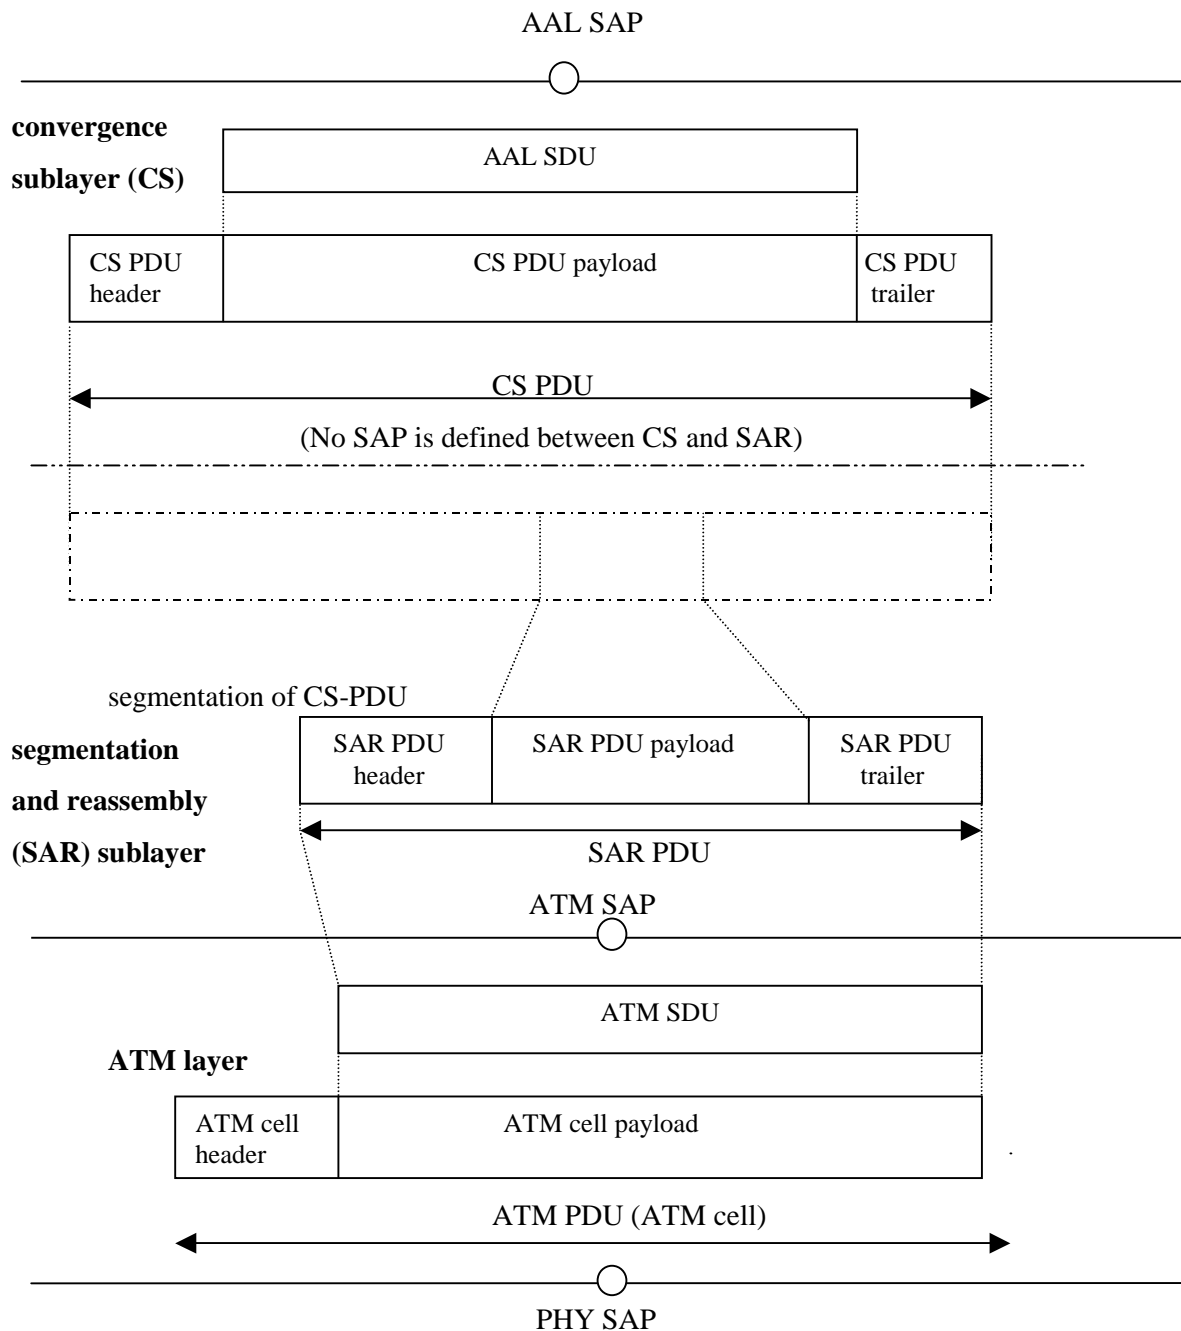 AAL SAP
convergence
sublayer (CS)
AAL SDU
CS PDU
header
CS PDU payload
CS PDU
trailer
CS PDU
(No SAP is defined between CS and SAR)
segmentation of CS-PDU
segmentation
and reassembly
(SAR) sublayer
SAR PDU
header
SAR PDU payload
SAR PDU
trailer
SAR PDU
ATM SAP
ATM SDU
ATM layer
ATM cell
header
ATM cell payload
.
ATM PDU (ATM cell)
PHY SAP